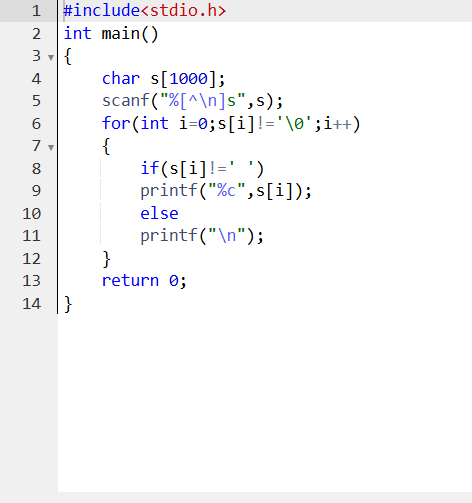 1 #include<stdio.h>
2 int main()
3 {
4     char s[1000];
5     scanf("%[^\n]s",s);
6     for(int i=0;s[i]!='\0';i++)
7     {
8         if(s[i]!=' ')
9         printf("%c",s[i]);
10         else
11         printf("\n");
12     }
13     return 0;
14 }